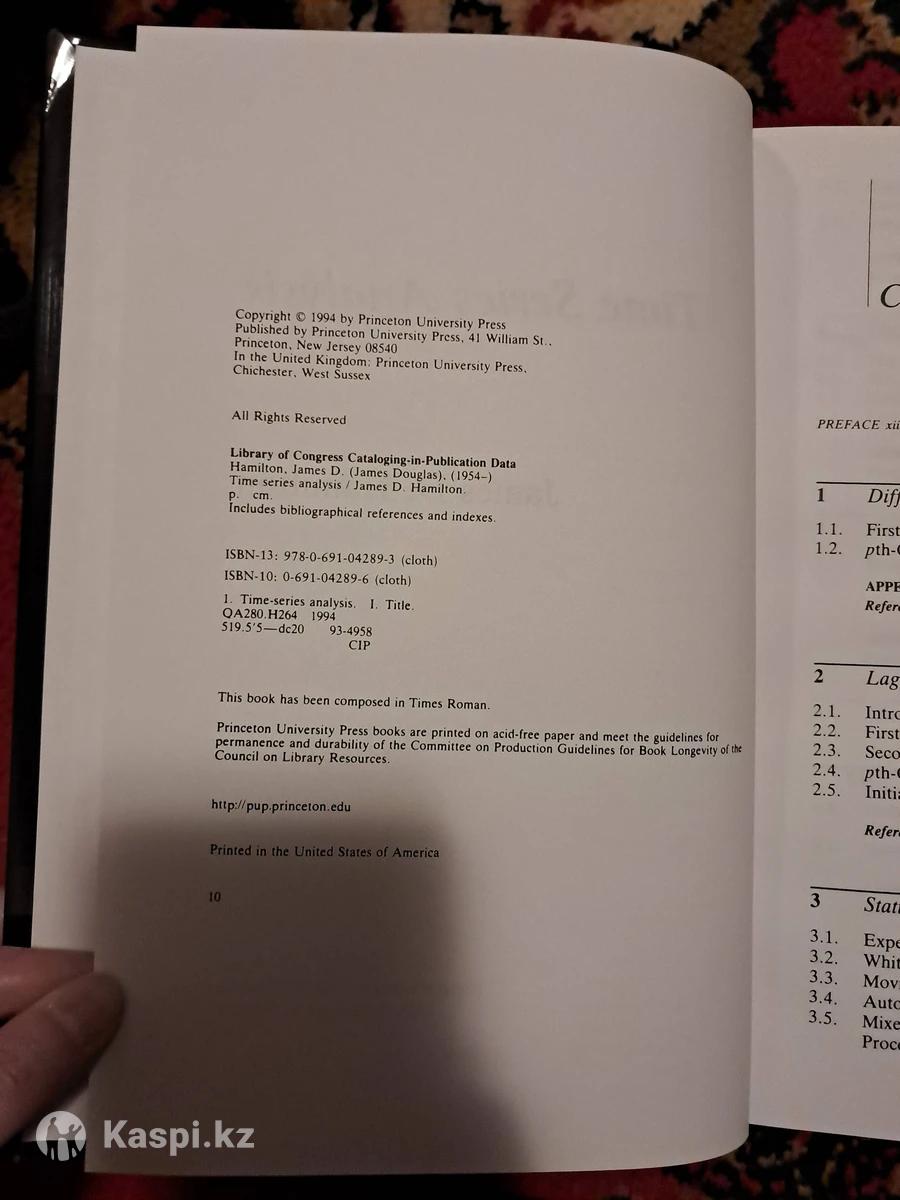 Copyright © 1994 by Princeton University Press
Published by Princeton University Press, 41 William St.,
Princeton, New Jersey 08540
In the United Kingdom: Princeton University Press,
Chichester, West Sussex
All Rights Reserved
Library of Congress Cataloging-in-Publication Data
Hamilton, James D. (James Douglas), (1954–)
Time series analysis / James D. Hamilton.
p. cm.
Includes bibliographical references and indexes.
ISBN-13: 978-0-691-04289-3 (cloth)
ISBN-10: 0-691-04289-6 (cloth)
1. Time-series analysis. I. Title.
QA280.H264 1994
519.5'5—dc20 93-4958
CIP
This book has been composed in Times Roman.
Princeton University Press books are printed on acid-free paper and meet the guidelines for
permanence and durability of the Committee on Production Guidelines for Book Longevity of the
Council on Library Resources.
http://pup.princeton.edu
Printed in the United States of America
10
PREFACE xii
1
1.1. First
1.2.
2 Lag
2.1.
2.2. First
2.3.
2.4.
2.5.
3
3.1.
3.2.
3.3.
3.4.
3.5.
Kaspi.kz